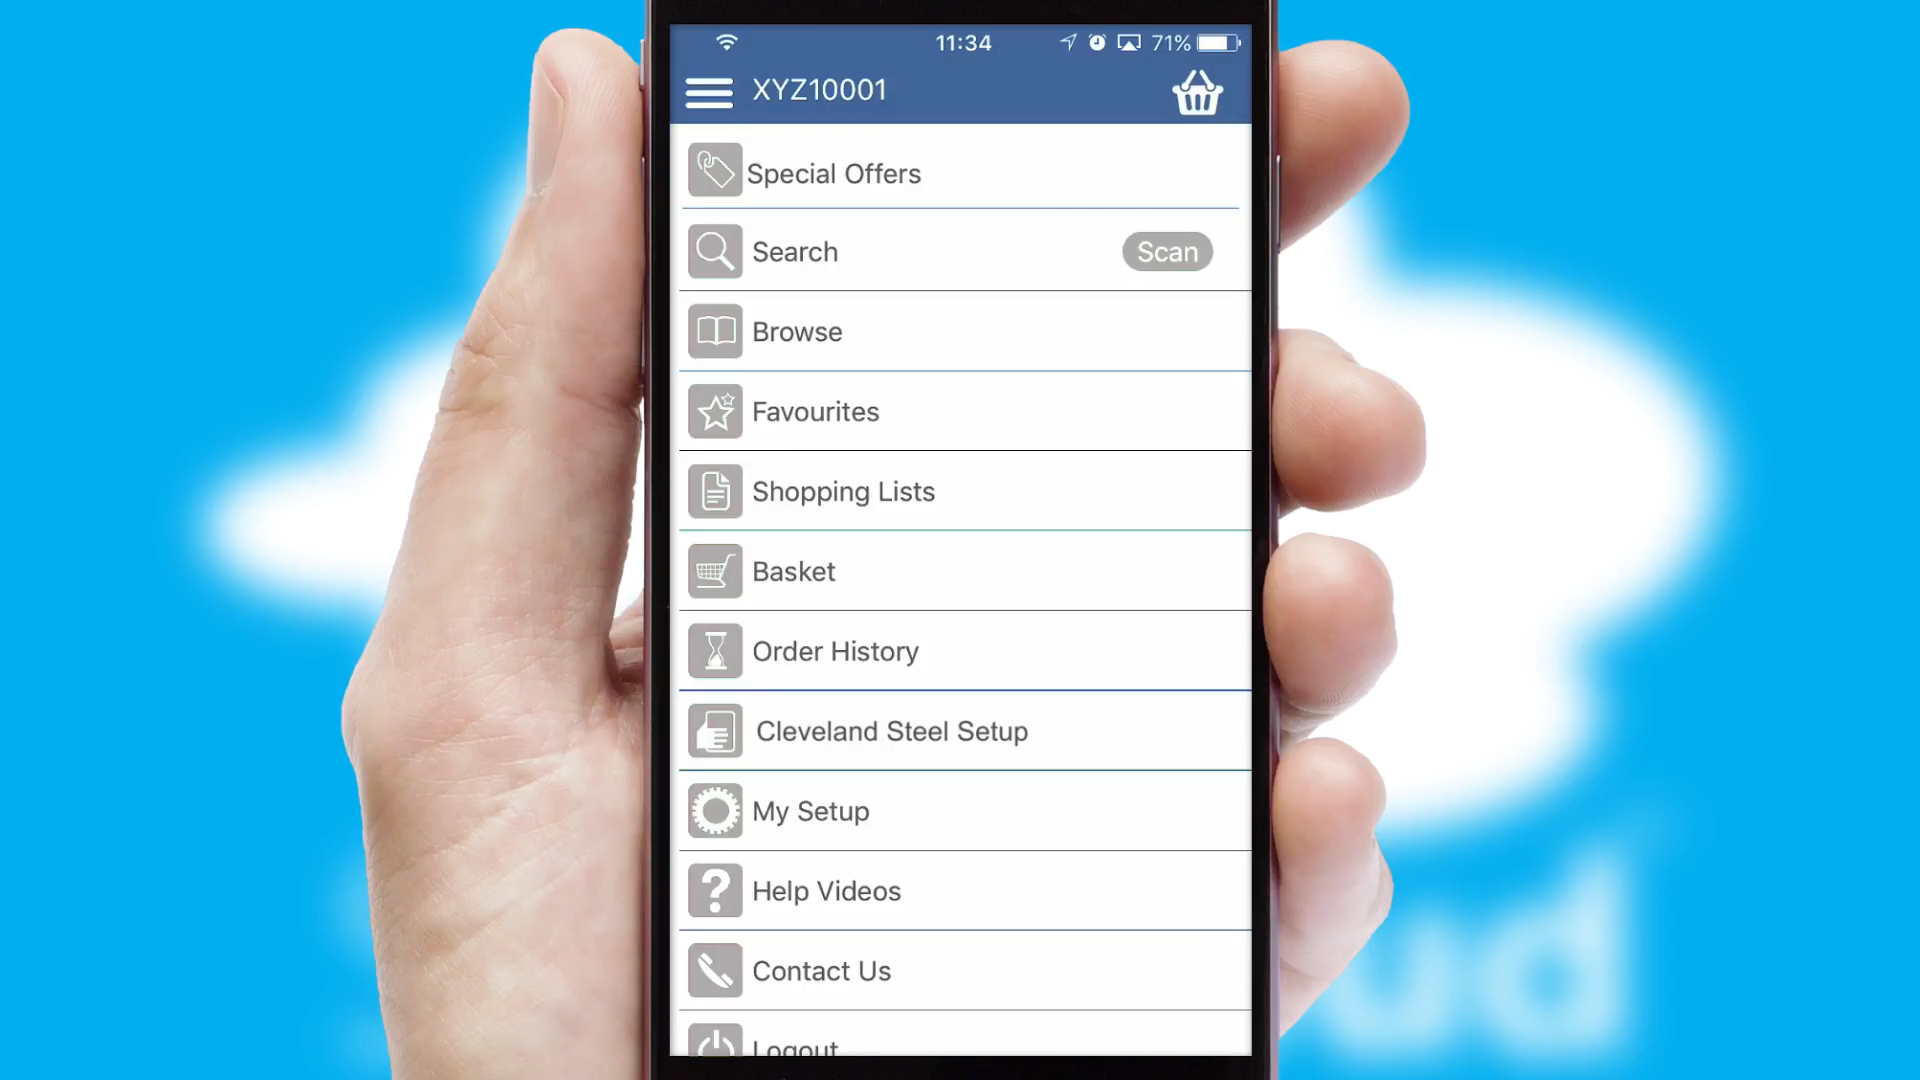 11:34 71%
XYZ10001
Special Offers
Search Scan
Browse
Favourites
Shopping Lists
Basket
Order History
Cleveland Steel Setup
My Setup
Help Videos
Contact Us
Logout
ud